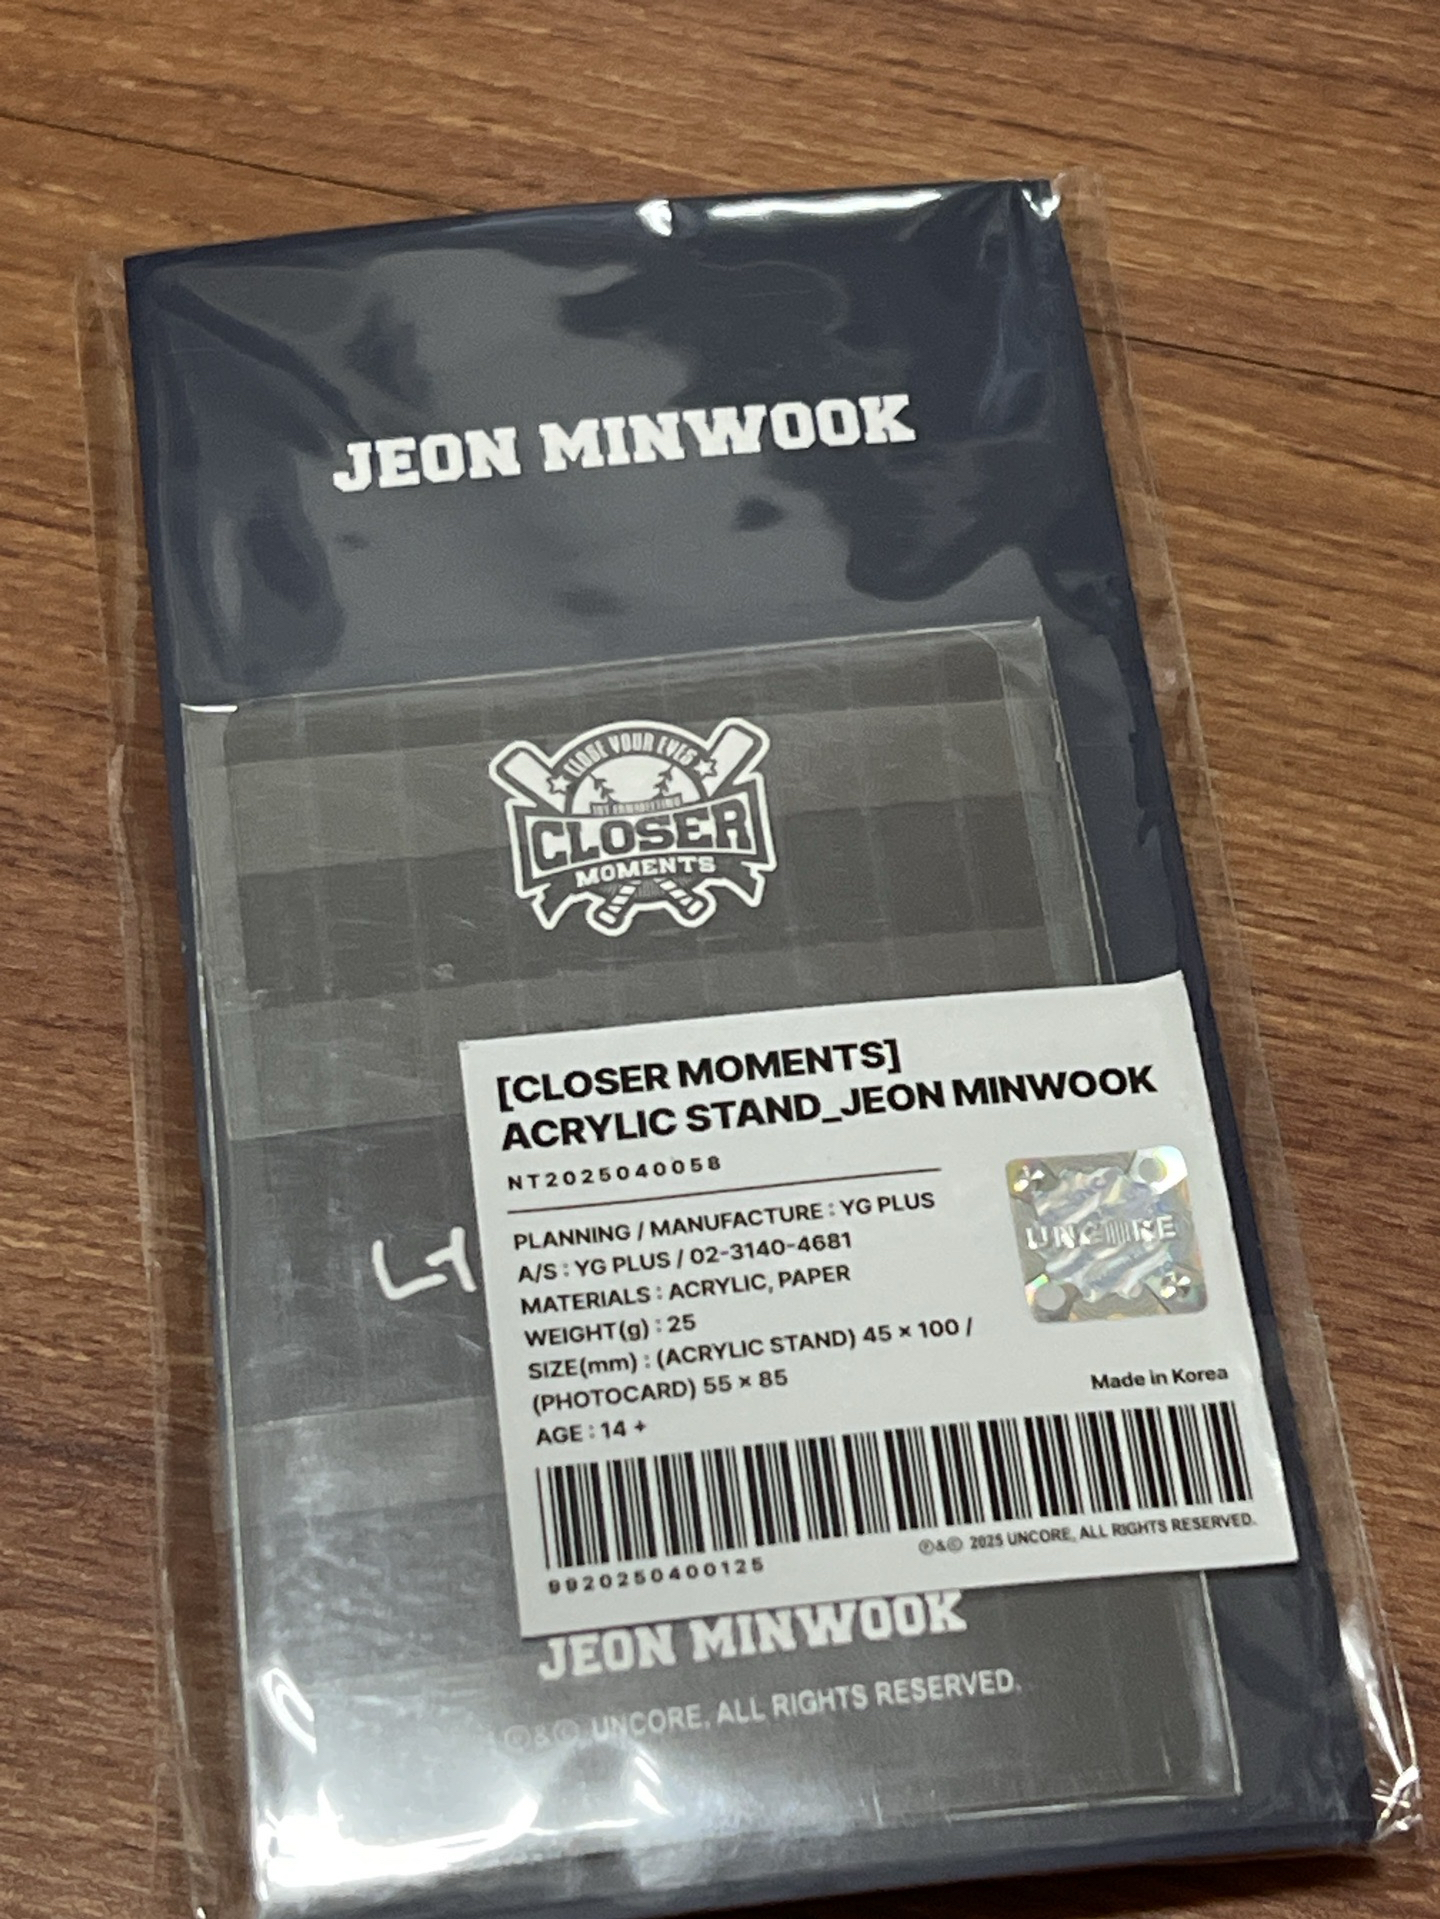 JEON MINWOOK
CLOSE YOUR EYES
1ST FANMEETING
CLOSER
MOMENTS
[CLOSER MOMENTS]
ACRYLIC STAND_JEON MINWOOK
NT2025040058
PLANNING / MANUFACTURE : YG PLUS
A/S : YG PLUS / 02-3140-4681
MATERIALS : ACRYLIC, PAPER
WEIGHT(g) : 25
SIZE(mm) : (ACRYLIC STAND) 45 × 100 /
(PHOTOCARD) 55 × 85
AGE : 14 +
UNCORE
Made in Korea
9920250400125
Ⓟ&© 2025 UNCORE, ALL RIGHTS RESERVED.
JEON MINWOOK
Ⓟ&© UNCORE, ALL RIGHTS RESERVED.